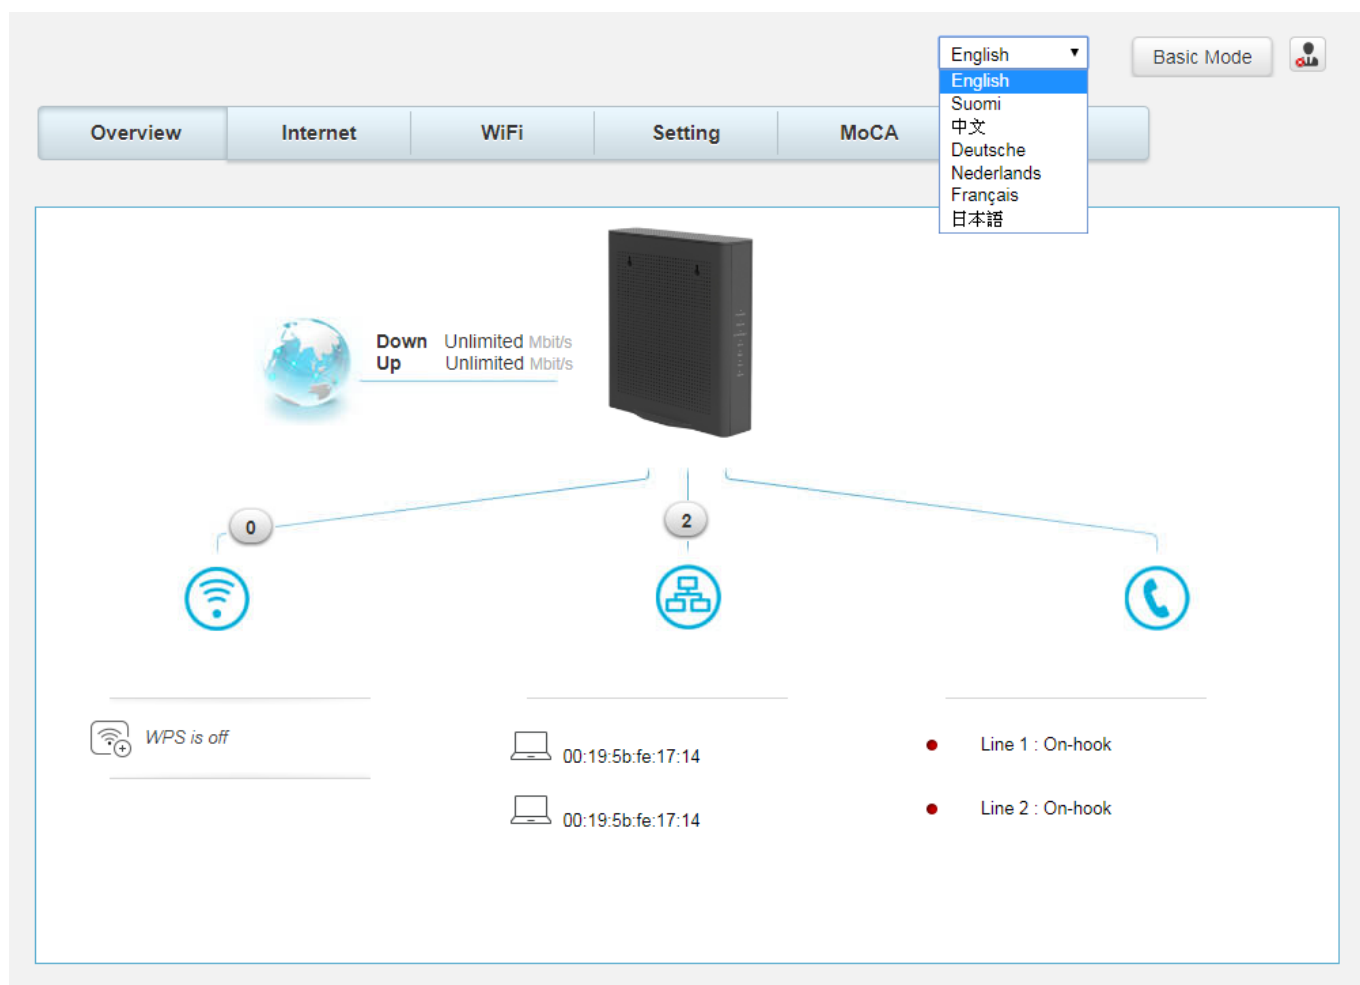 English
Basic Mode
English
Suomi
中文
Deutsche
Nederlands
Français
日本語
Overview
Internet
WiFi
Setting
MoCA
Down Unlimited Mbit/s
Up Unlimited Mbit/s
0
2
WPS is off
00:19:5b:fe:17:14
00:19:5b:fe:17:14
Line 1 : On-hook
Line 2 : On-hook